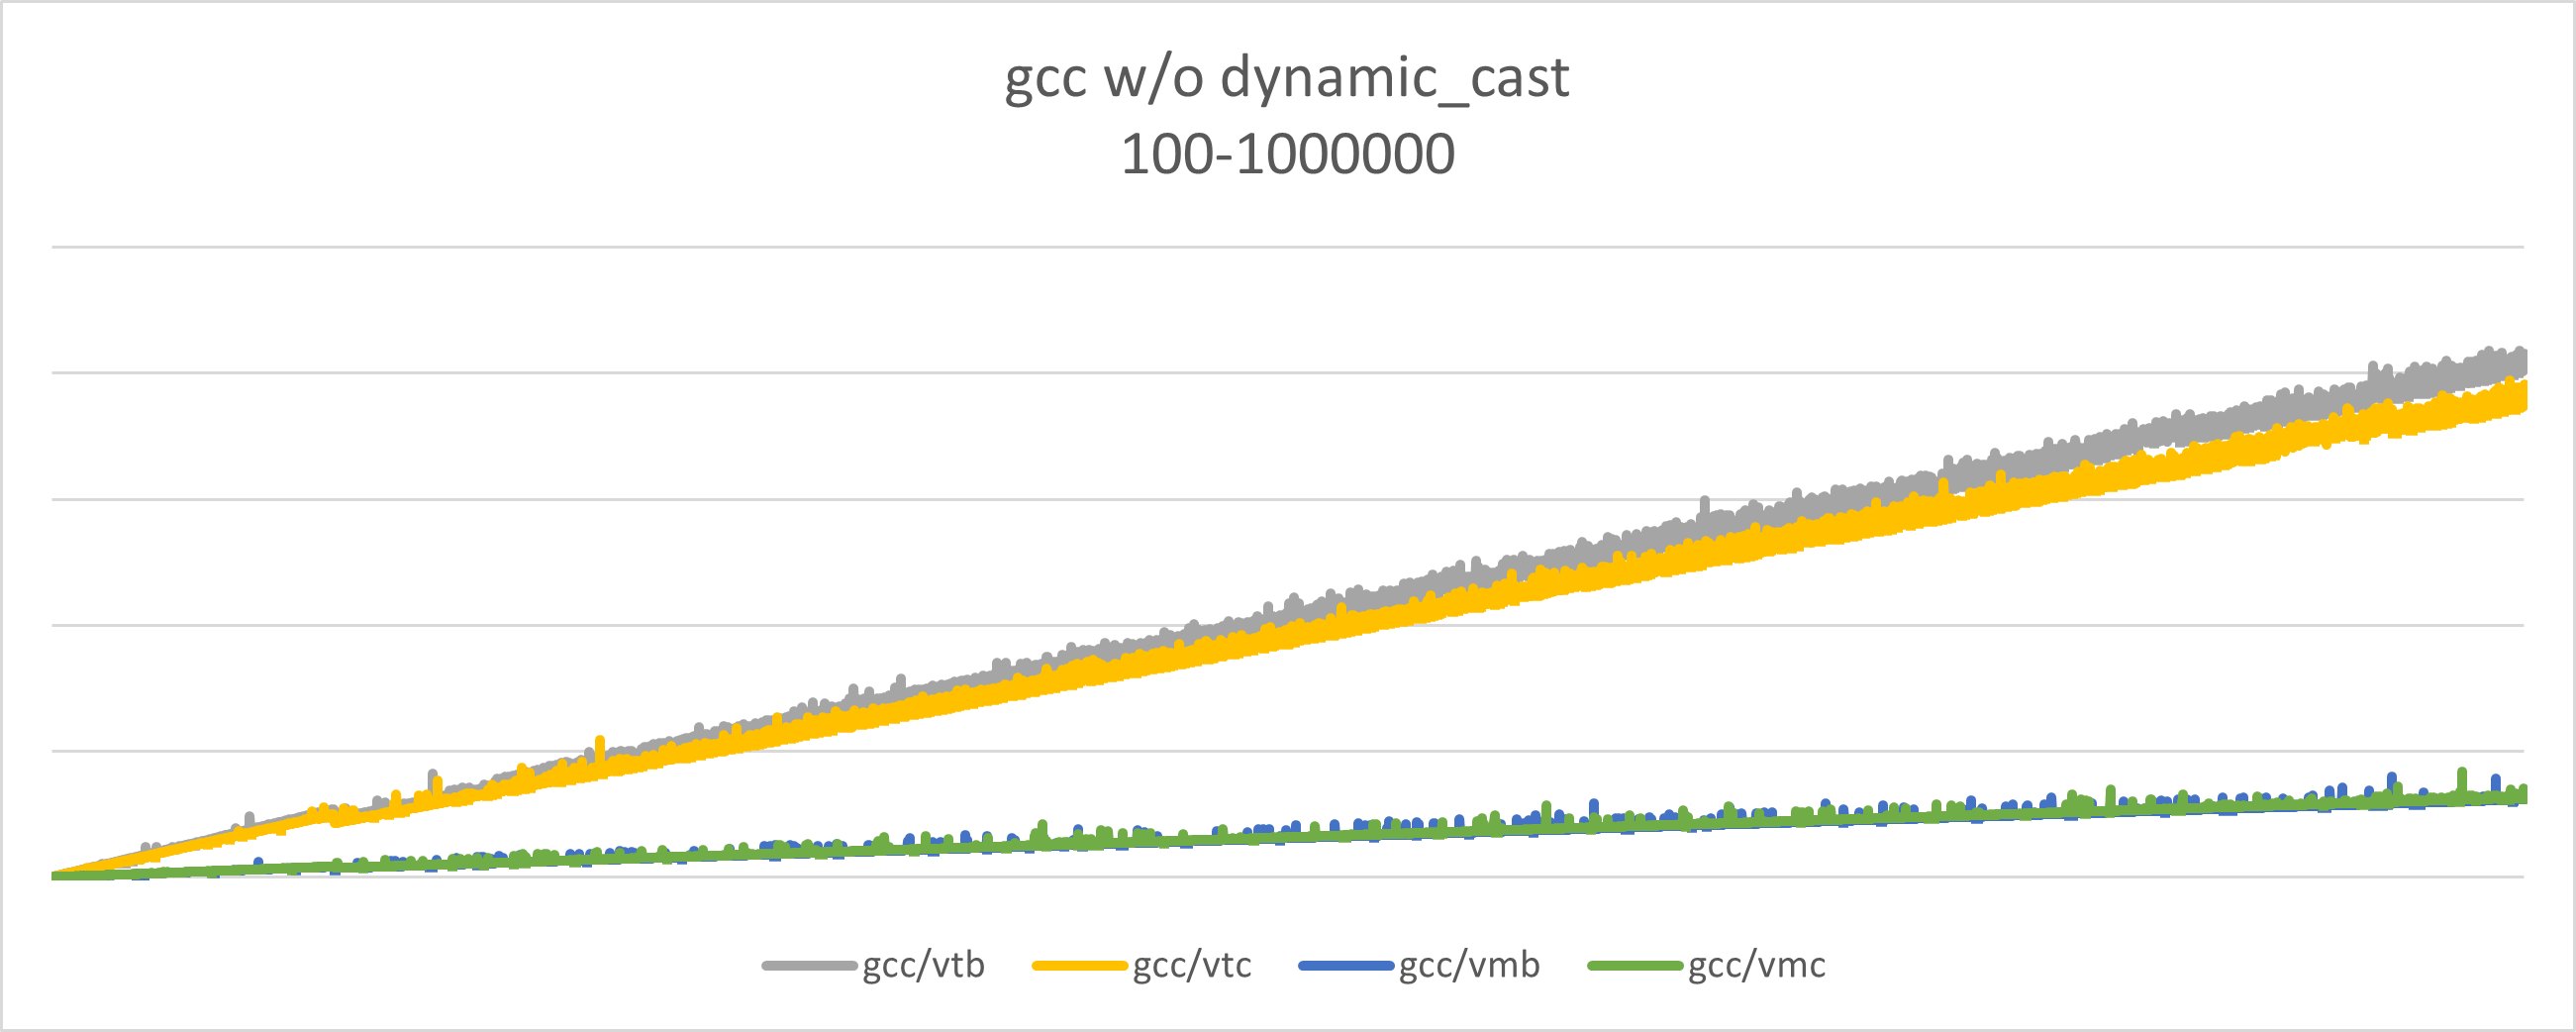 gcc w/o dynamic_cast
100-1000000
gcc/vtb gcc/vtc gcc/vmb gcc/vmc